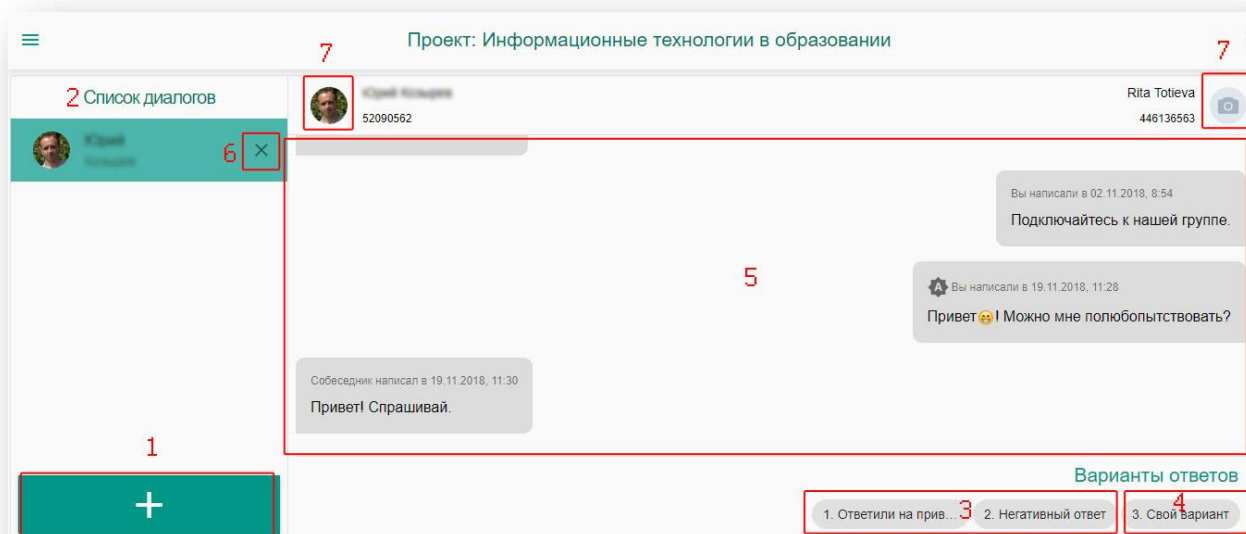 Проект: Информационные технологии в образовании
7
7
2 Список диалогов
52090562
Rita Totieva
446136563
6
Вы написали в 02.11.2018, 8:54
Подключайтесь к нашей группе.
5
A Вы написали в 19.11.2018, 11:28
Привет😁! Можно мне полюбопытствовать?
Собеседник написал в 19.11.2018, 11:30
Привет! Спрашивай.
1
+
Варианты ответов
1. Ответили на прив... 3 2. Негативный ответ 4 3. Свой вариант